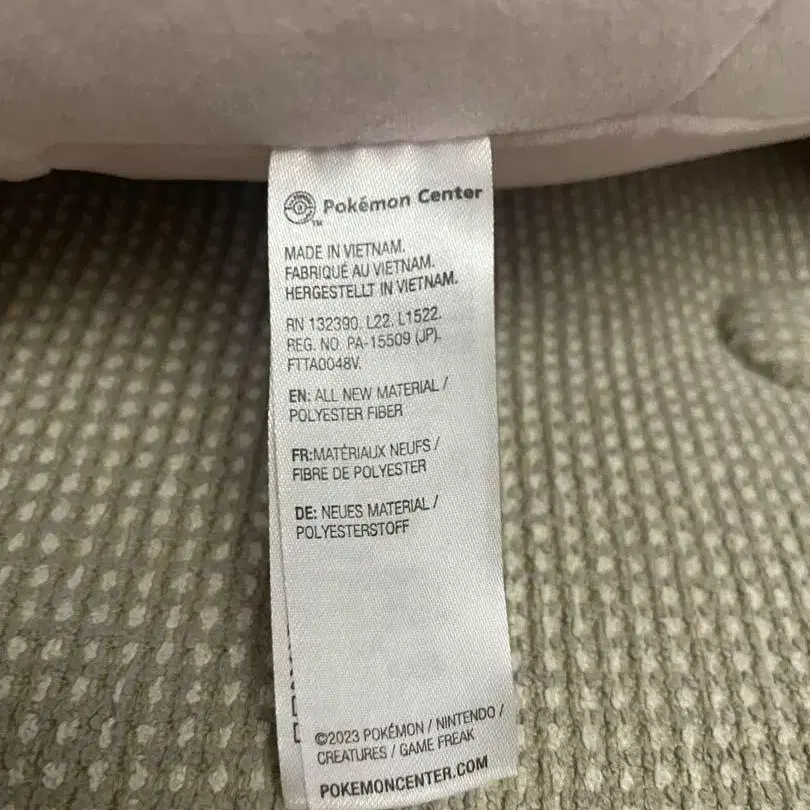 Pokémon Center
TM
MADE IN VIETNAM.
FABRIQUÉ AU VIETNAM.
HERGESTELLT IN VIETNAM.
RN 132390. L22. L1522.
REG. NO. PA-15509 (JP).
FTTA0048V.
EN: ALL NEW MATERIAL /
POLYESTER FIBER
FR:MATÉRIAUX NEUFS /
FIBRE DE POLYESTER
DE: NEUES MATERIAL /
POLYESTERSTOFF
©2023 POKÉMON / NINTENDO /
CREATURES / GAME FREAK
POKEMONCENTER.COM